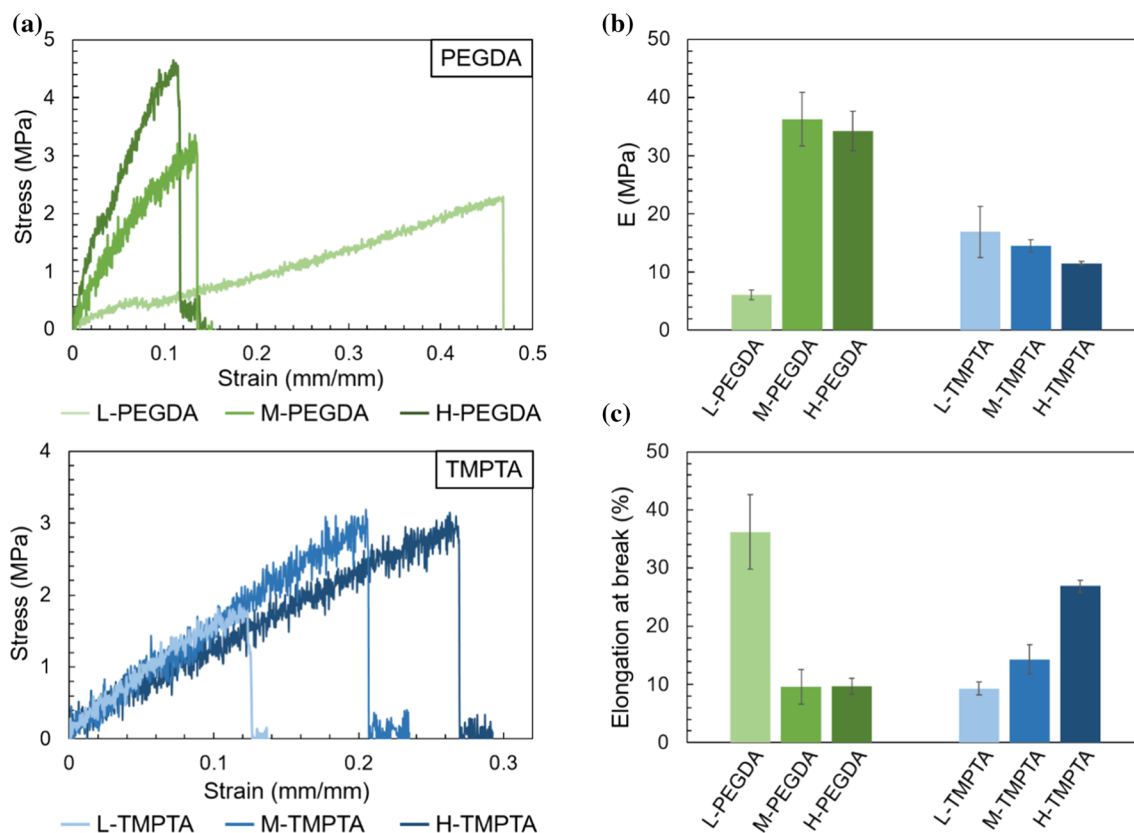 (a)
5
4
3
2
1
0
Stress (MPa)
PEGDA
0
0.1
0.2
0.3
0.4
0.5
Strain (mm/mm)
L-PEGDA
M-PEGDA
H-PEGDA
4
3
2
1
0
Stress (MPa)
TMPTA
0
0.1
0.2
0.3
Strain (mm/mm)
L-TMPTA
M-TMPTA
H-TMPTA
(b)
50
40
30
20
10
0
E (MPa)
L-PEGDA
M-PEGDA
H-PEGDA
L-TMPTA
M-TMPTA
H-TMPTA
(c)
50
40
30
20
10
0
Elongation at break (%)
L-PEGDA
M-PEGDA
H-PEGDA
L-TMPTA
M-TMPTA
H-TMPTA